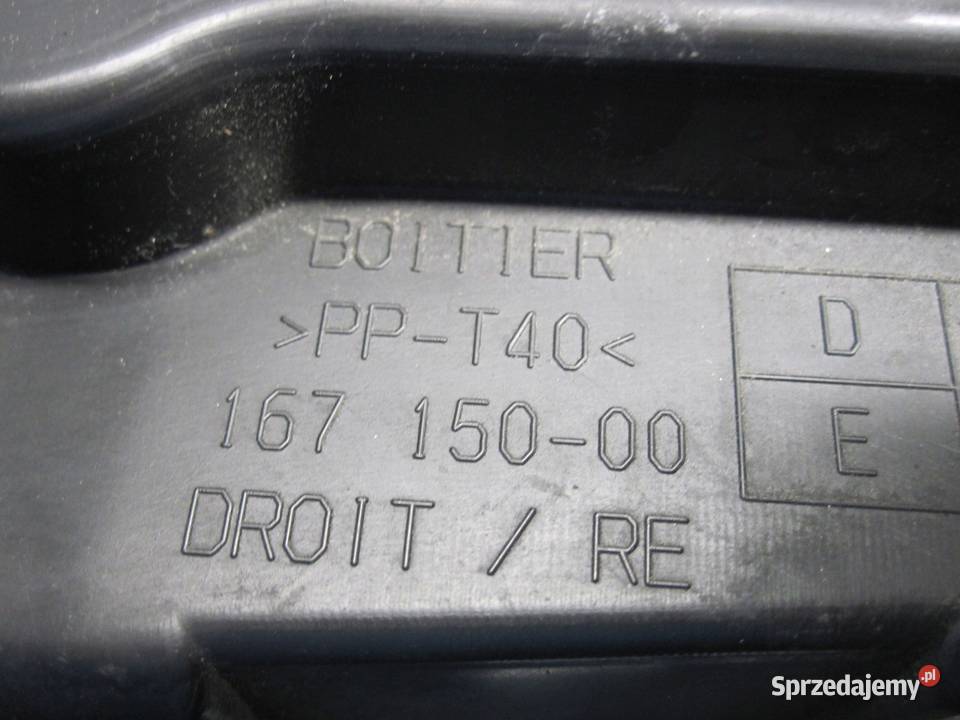 BOITIER
>PP-T40<
167 150-00
DROIT / RE
D
E
Sprzedajemy.pl